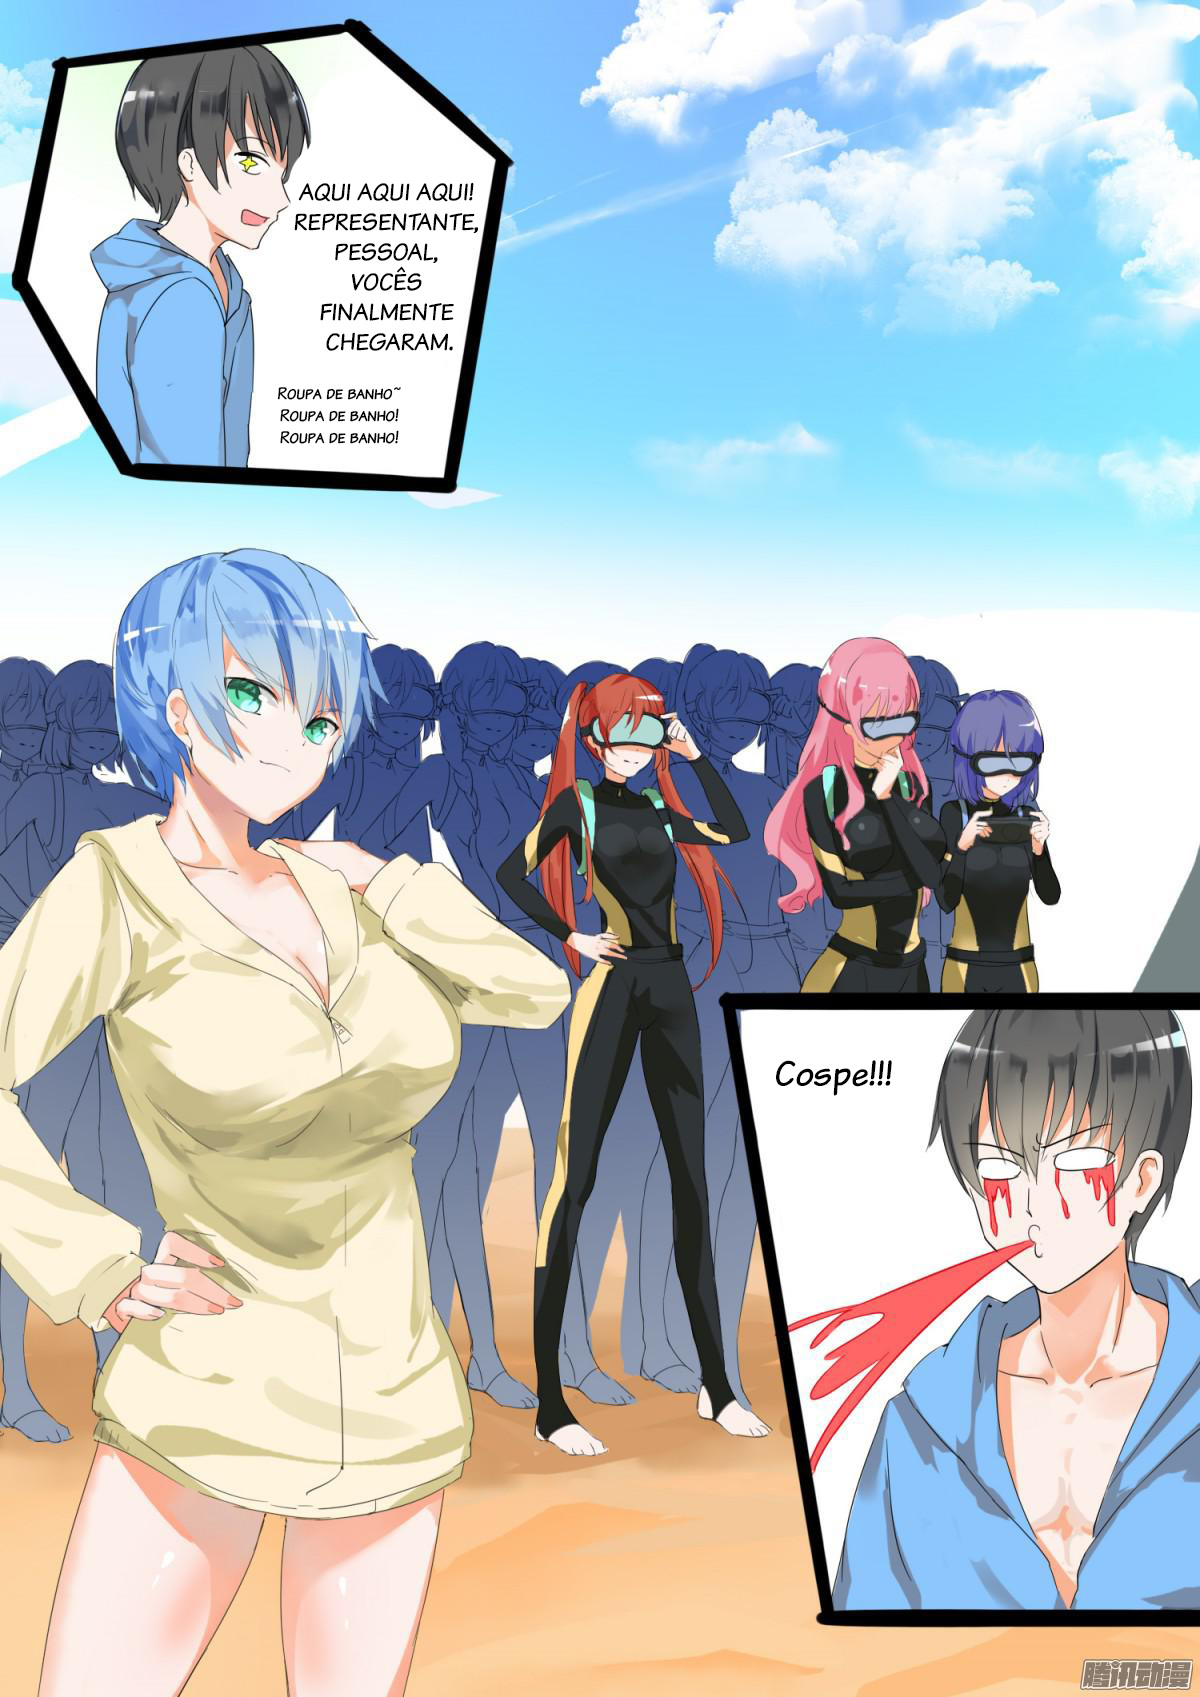 AQUI AQUI AQUI!
REPRESENTANTE,
PESSOAL,
VOCÊS
FINALMENTE
CHEGARAM.
ROUPA DE BANHO~
ROUPA DE BANHO!
ROUPA DE BANHO!
Cospe!!!
腾讯动漫